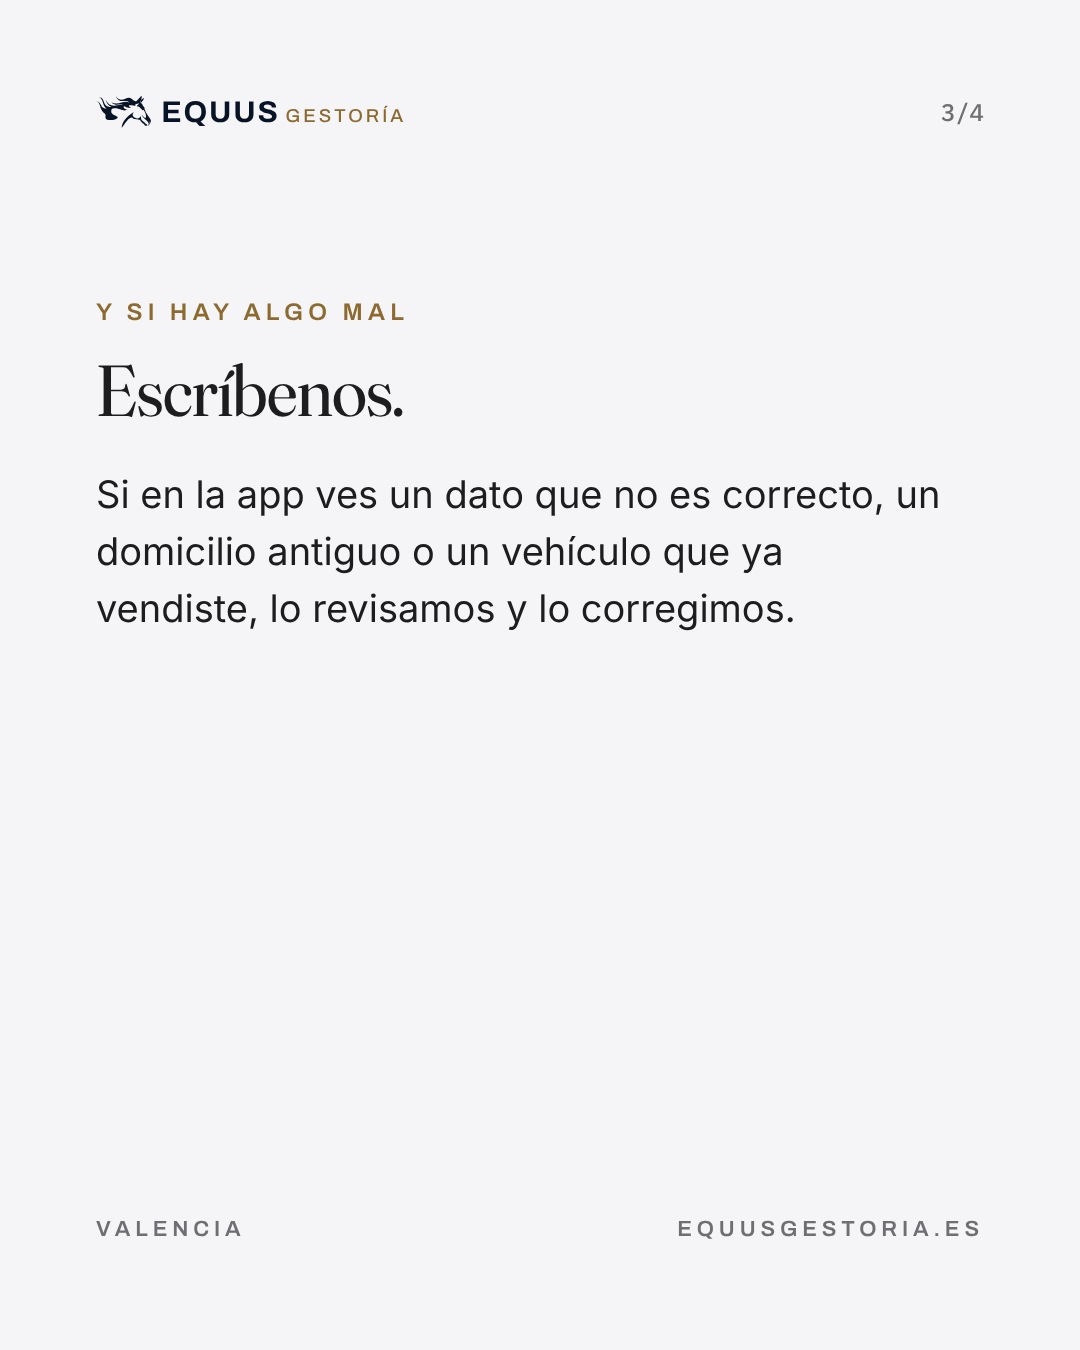 EQUUS GESTORÍA
3/4
Y SI HAY ALGO MAL
Escríbenos.
Si en la app ves un dato que no es correcto, un
domicilio antiguo o un vehículo que ya
vendiste, lo revisamos y lo corregimos.
VALENCIA
EQUUSGESTORIA.ES